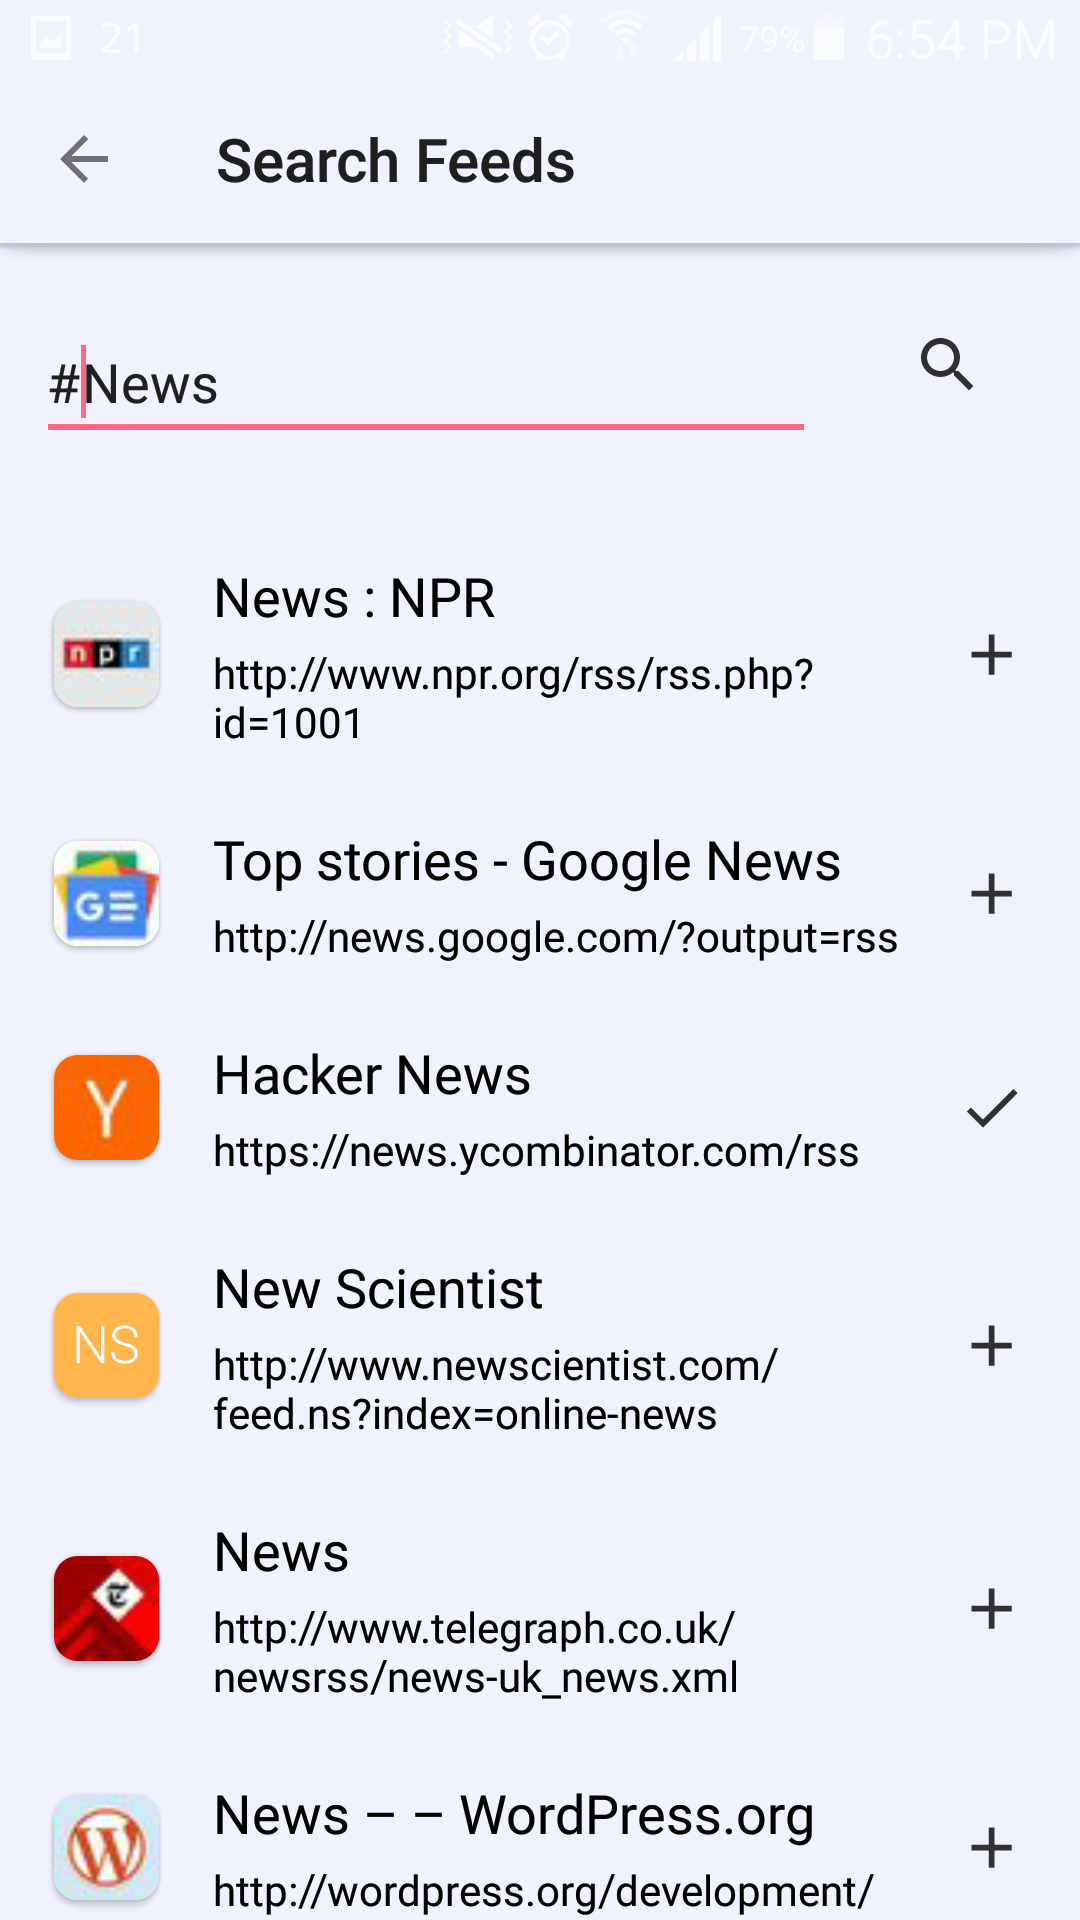 21 79% 6:54 PM
Search Feeds
#News
npr
News : NPR
http://www.npr.org/rss/rss.php?
id=1001
GE
Top stories - Google News
http://news.google.com/?output=rss
Y
Hacker News
https://news.ycombinator.com/rss
NS
New Scientist
http://www.newscientist.com/
feed.ns?index=online-news
T
News
http://www.telegraph.co.uk/
newsrss/news-uk_news.xml
W
News – – WordPress.org
http://wordpress.org/development/